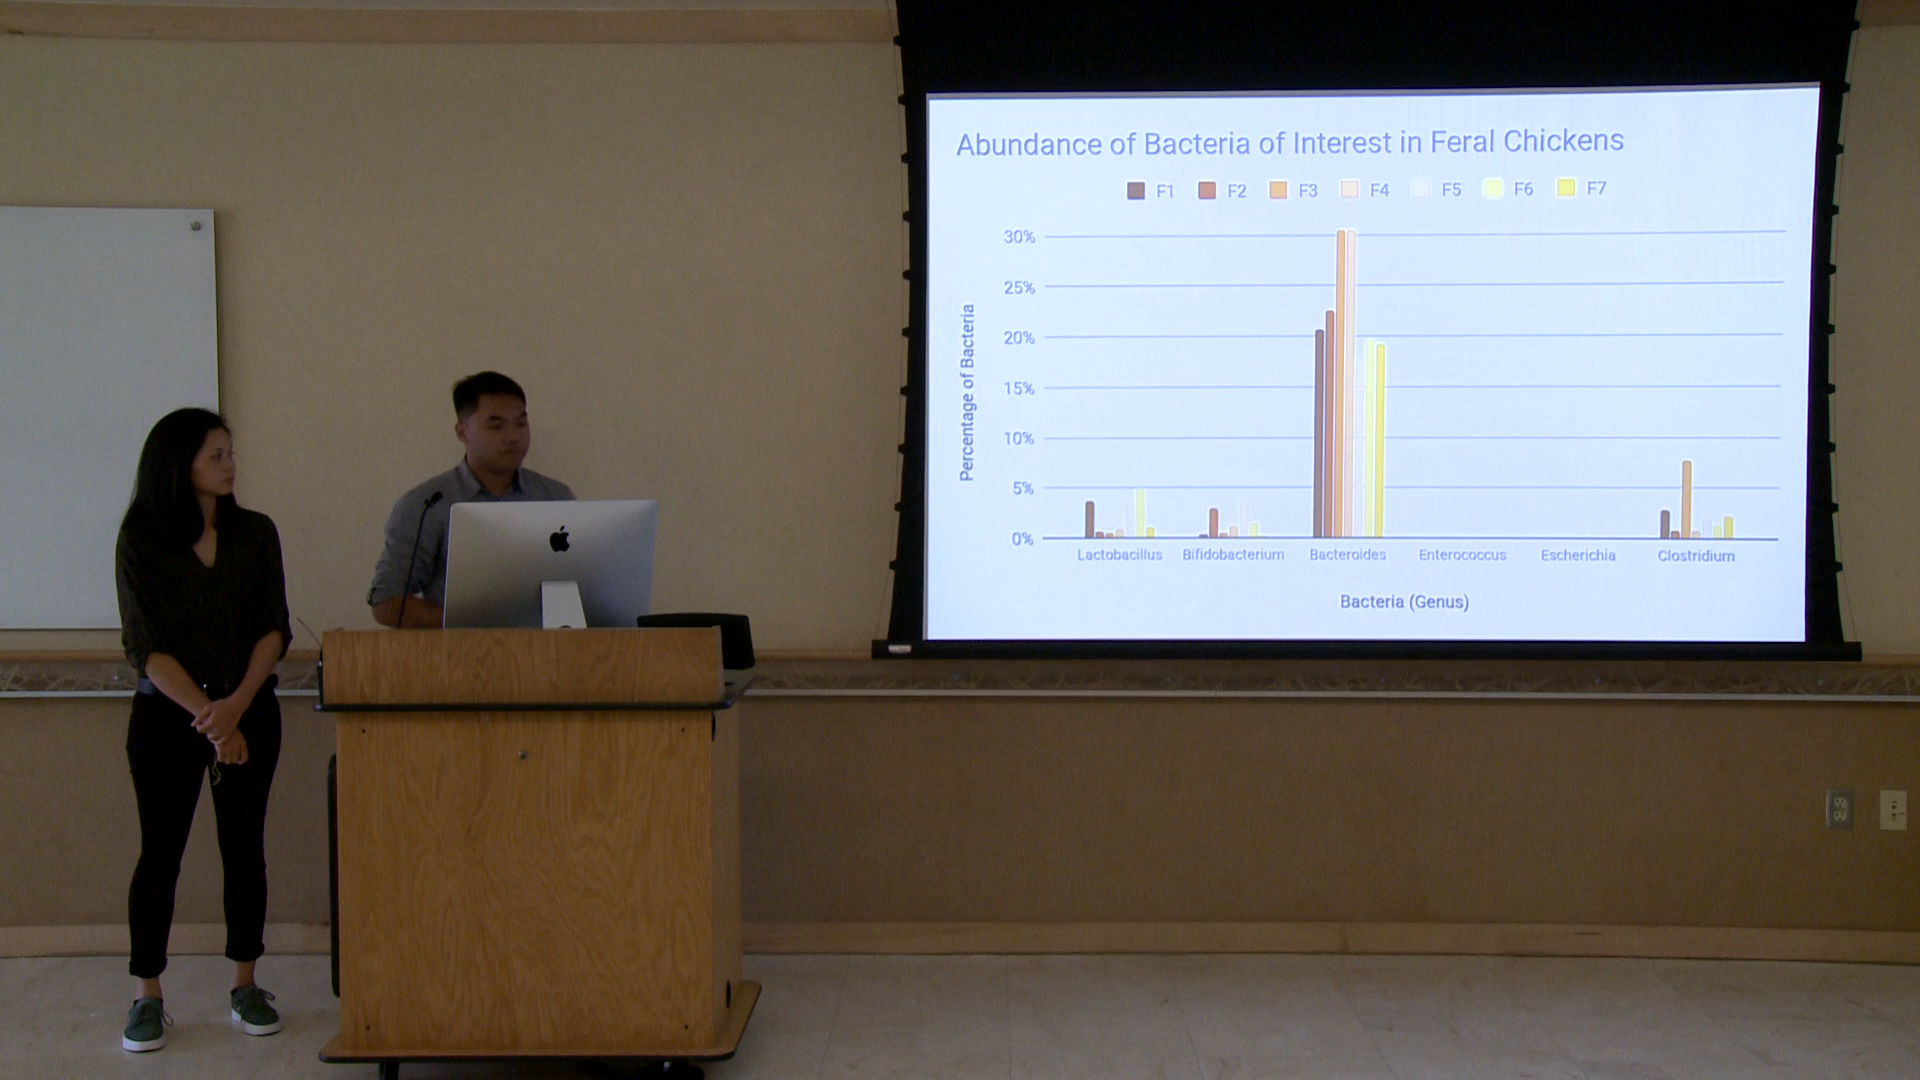 Abundance of Bacteria of Interest in Feral Chickens
F1 F2 F3 F4 F5 F6 F7
30%
25%
20%
15%
10%
5%
0%
Percentage of Bacteria
Lactobacillus Bifidobacterium Bacteroides Enterococcus Escherichia Clostridium
Bacteria (Genus)